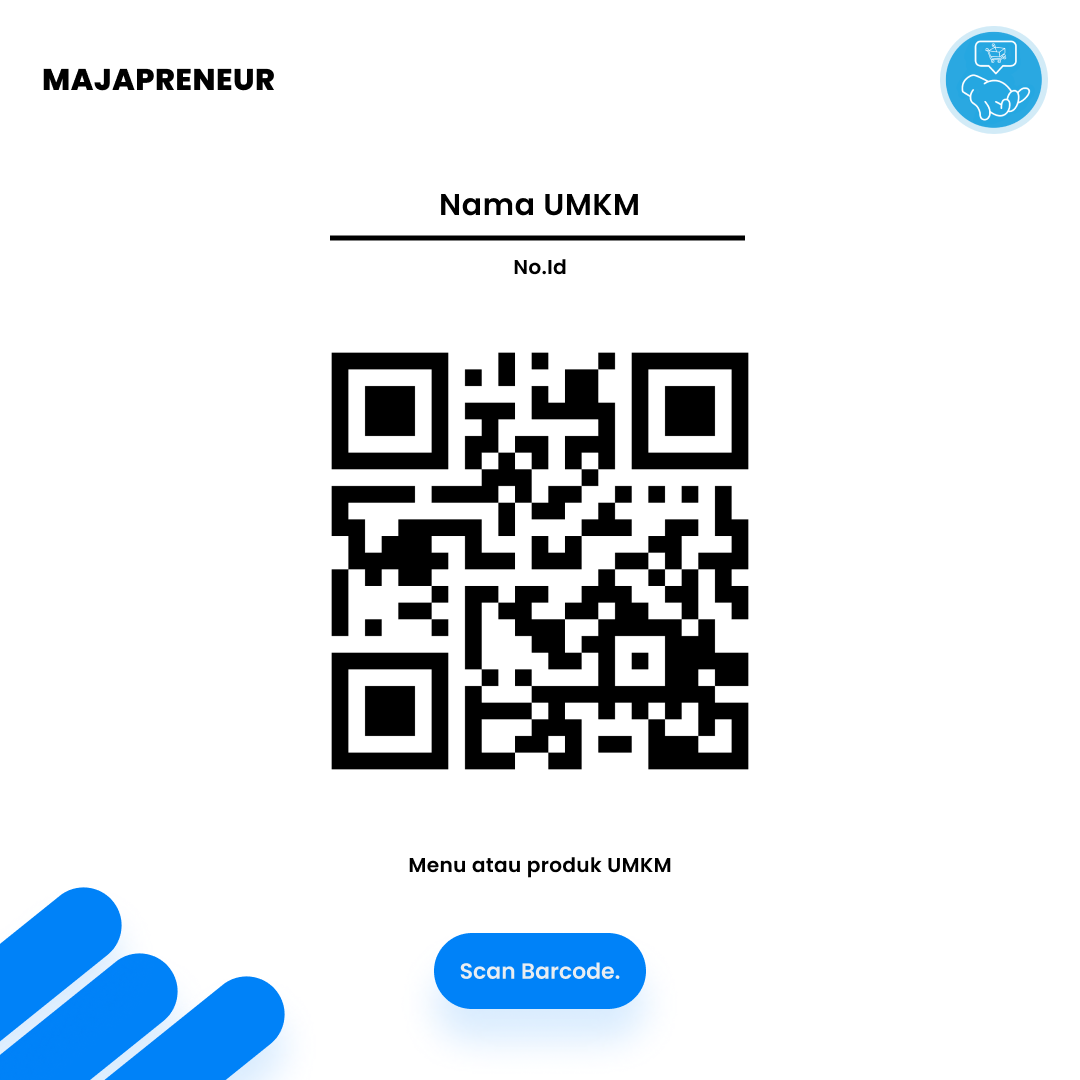 MAJAPRENEUR
Nama UMKM
No.Id
Menu atau produk UMKM
Scan Barcode.